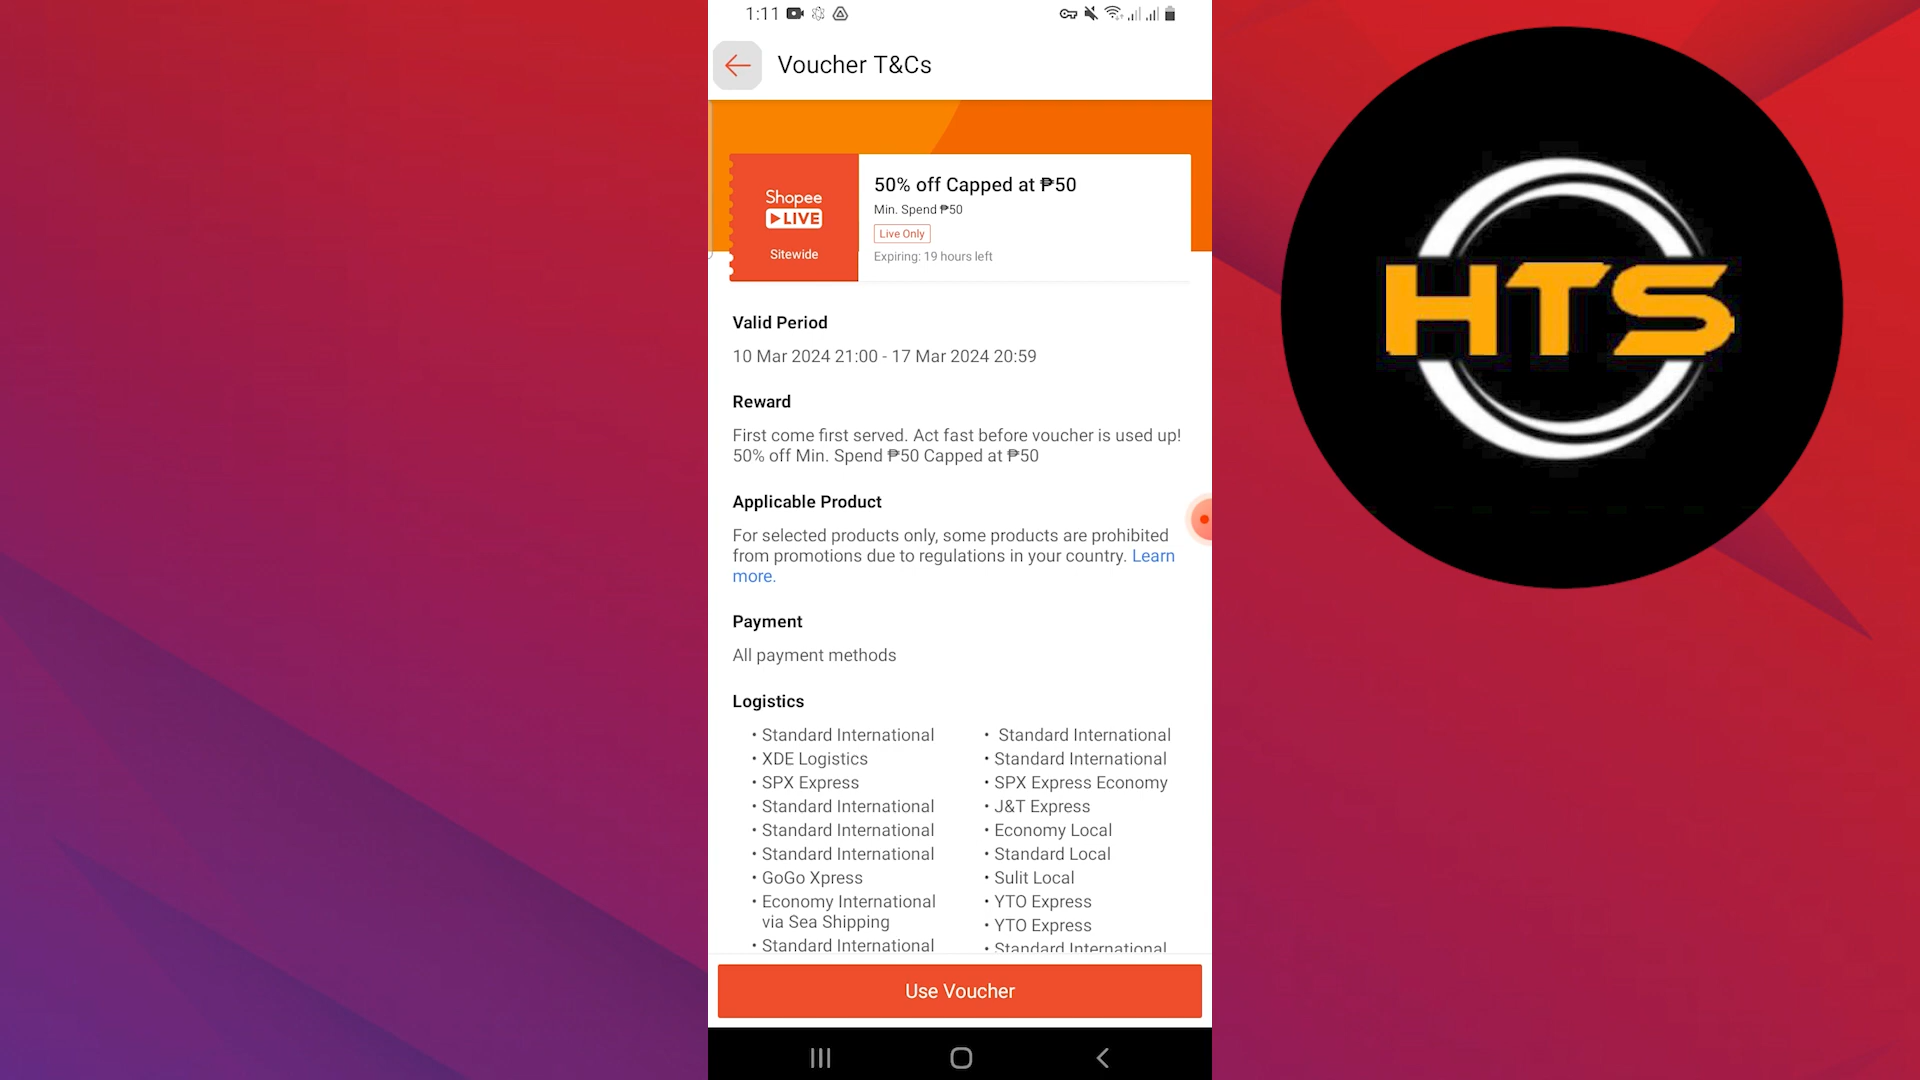 1:11
Voucher T&Cs
Shopee
LIVE
Sitewide
50% off Capped at ₱50
Min. Spend ₱50
Live Only
Expiring: 19 hours left
Valid Period
10 Mar 2024 21:00 - 17 Mar 2024 20:59
Reward
First come first served. Act fast before voucher is used up!
50% off Min. Spend ₱50 Capped at ₱50
Applicable Product
For selected products only, some products are prohibited
from promotions due to regulations in your country. Learn
more.
Payment
All payment methods
Logistics
• Standard International
• XDE Logistics
• SPX Express
• Standard International
• Standard International
• Standard International
• GoGo Xpress
• Economy International
via Sea Shipping
• Standard International
• Standard International
• Standard International
• SPX Express Economy
• J&T Express
• Economy Local
• Standard Local
• Sulit Local
• YTO Express
• YTO Express
• Standard International
Use Voucher
HTS